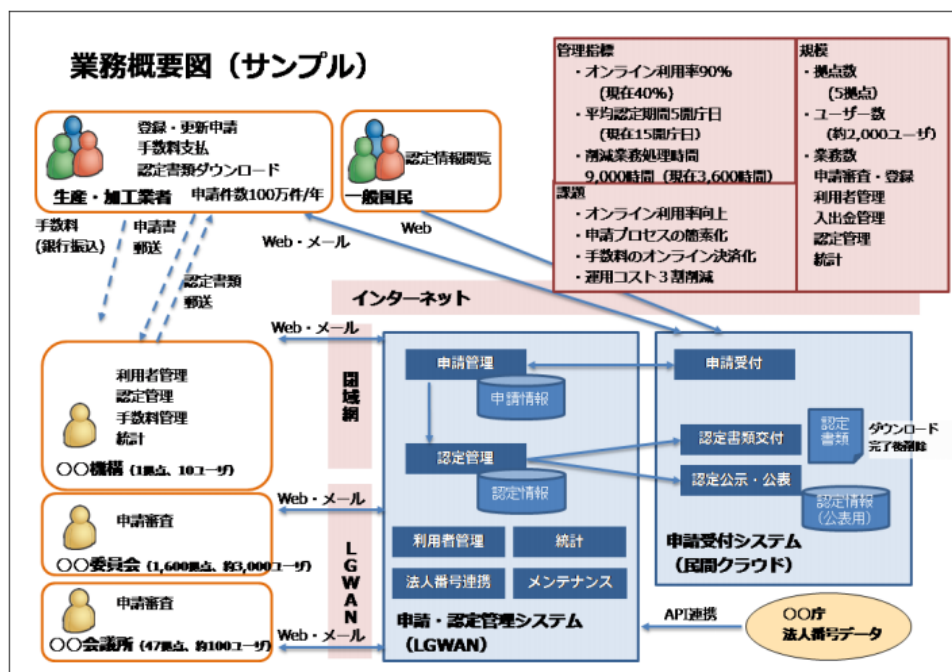 業務概要図（サンプル）
管理指標
・オンライン利用率90%
(現在40%)
・平均認定期間5開庁日
(現在15開庁日)
・削減業務処理時間
9,000時間（現在3,600時間)
規模
・拠点数
(5拠点)
・ユーザー数
(約2,000ユーザ)
・業務数
申請審査・登録
利用者管理
入出金管理
認定管理
統計
課題
・オンライン利用率向上
・申請プロセスの簡素化
・手数料のオンライン決済化
・運用コスト３割削減
登録・更新申請
手数料支払
認定書類ダウンロード
生産・加工業者
申請件数100万件/年
認定情報閲覧
一般国民
手数料
(銀行振込)
申請書
郵送
認定書類
郵送
Web・メール
Web
インターネット
Web・メール
閉域網
利用者管理
認定管理
手数料管理
統計
〇〇機構 (1拠点、10ユーザ)
Web・メール
申請審査
〇〇委員会 (1,600拠点、約3,000ユーザ)
LGWAN
申請審査
〇〇会議所 (47拠点、約100ユーザ)
Web・メール
申請管理
申請情報
認定管理
認定情報
利用者管理
統計
法人番号連携
メンテナンス
申請・認定管理システム
（LGWAN）
申請受付
認定書類交付
認定
書類
ダウンロード
完了後削除
認定公示・公表
認定情報
（公表用）
申請受付システム
（民間クラウド）
API連携
〇〇庁
法人番号データ